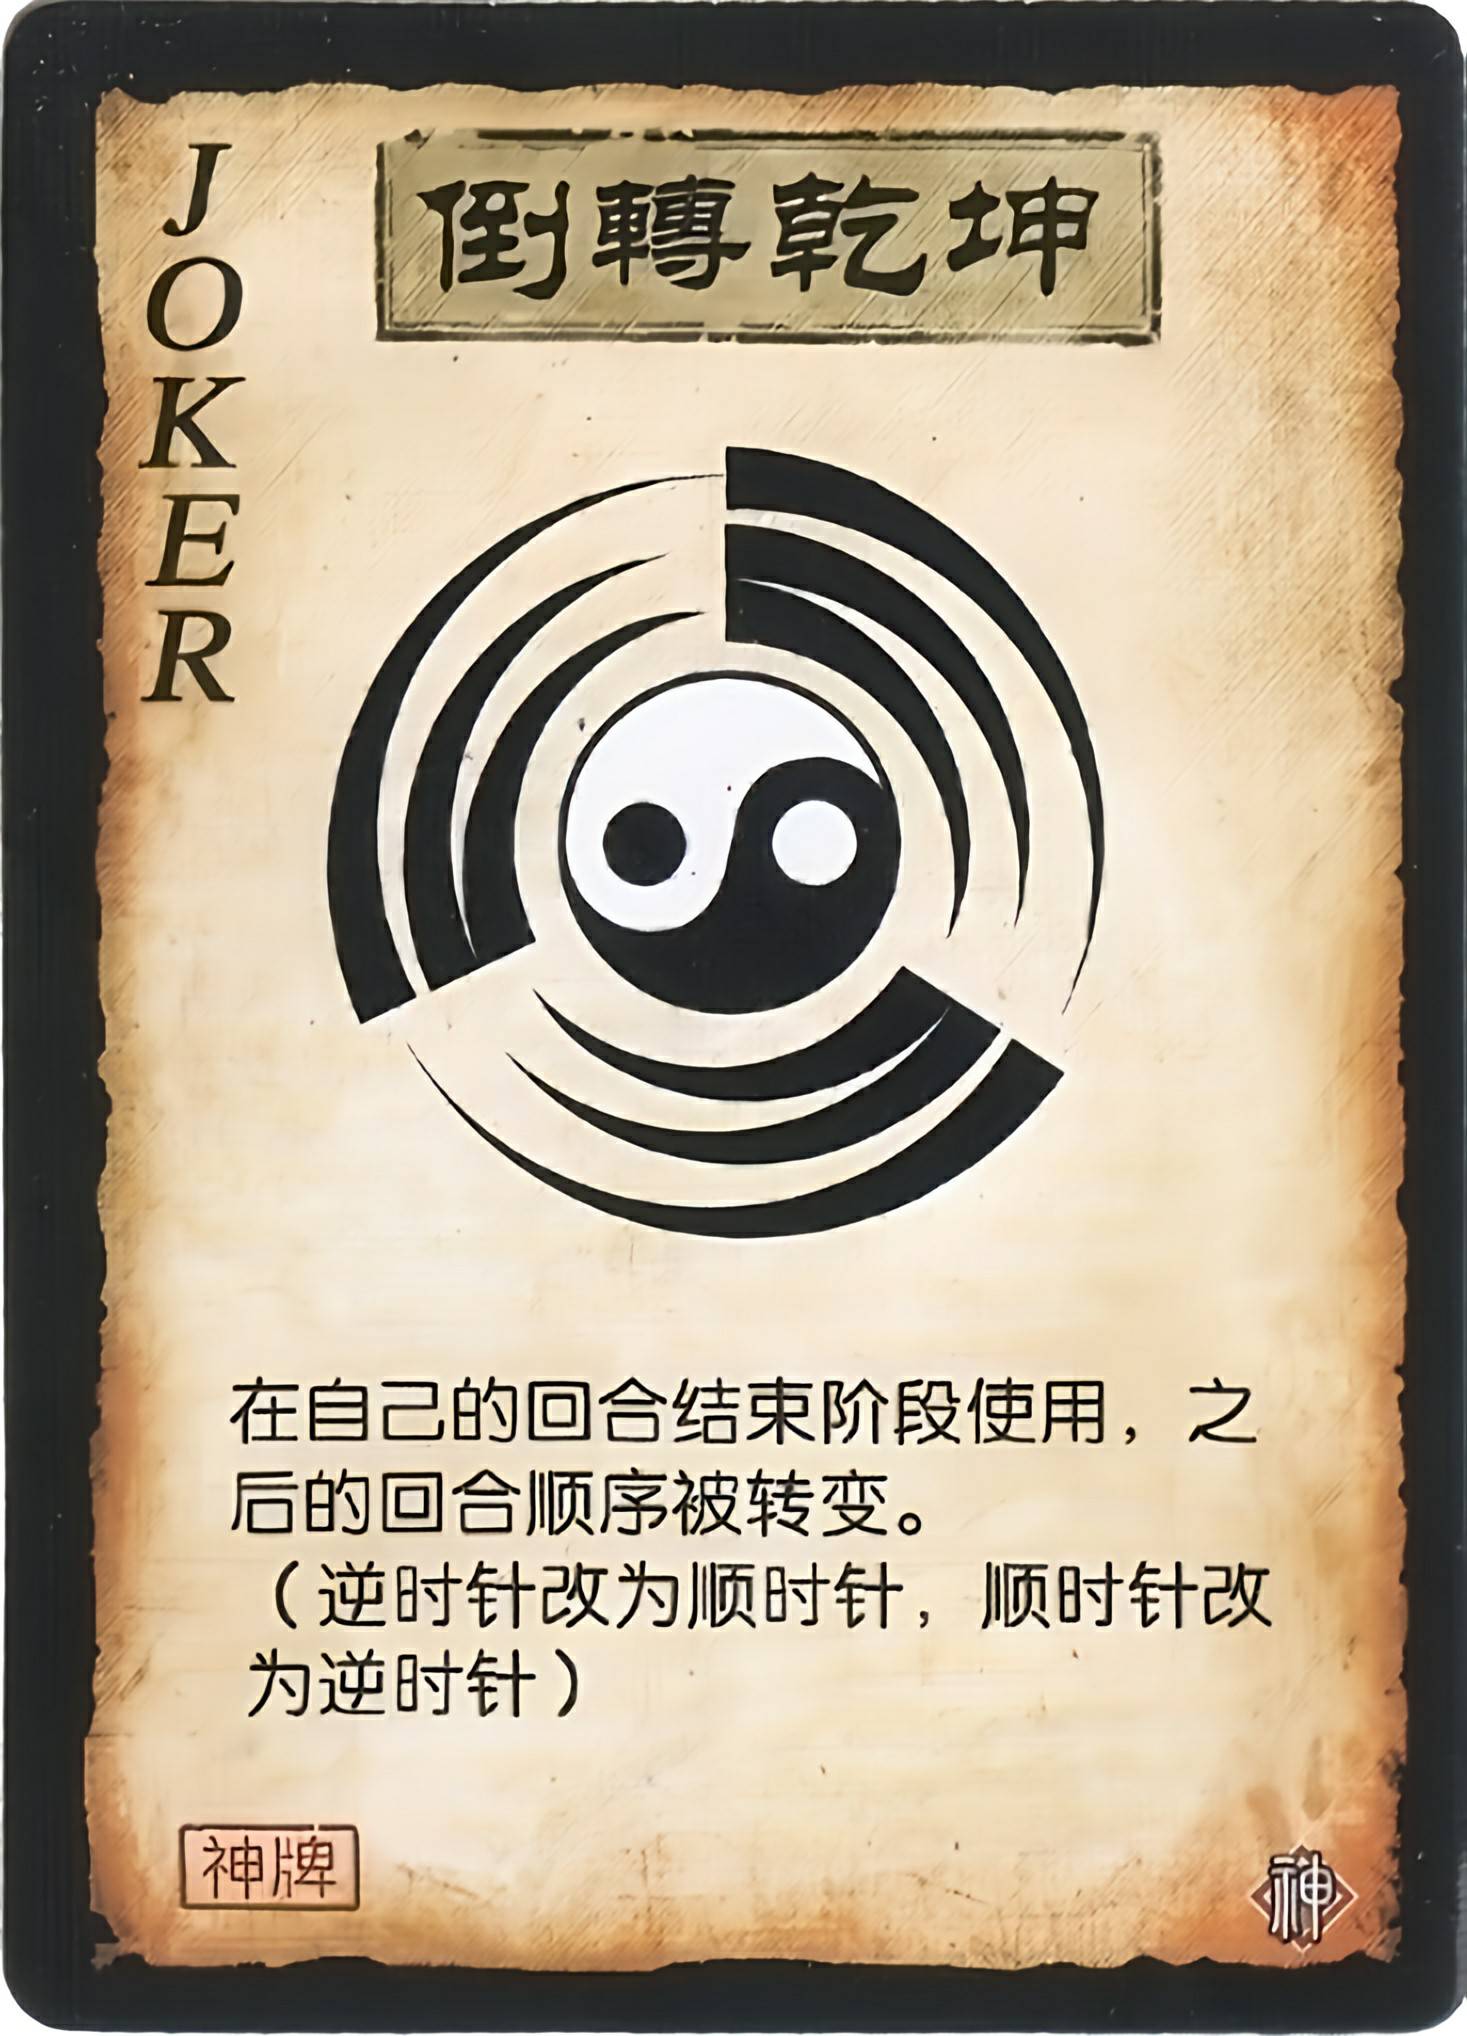 JOKER
倒轉乾坤
在自己的回合结束阶段使用，之
后的回合顺序被转变。
（逆时针改为顺时针，顺时针改
为逆时针）
神牌
神